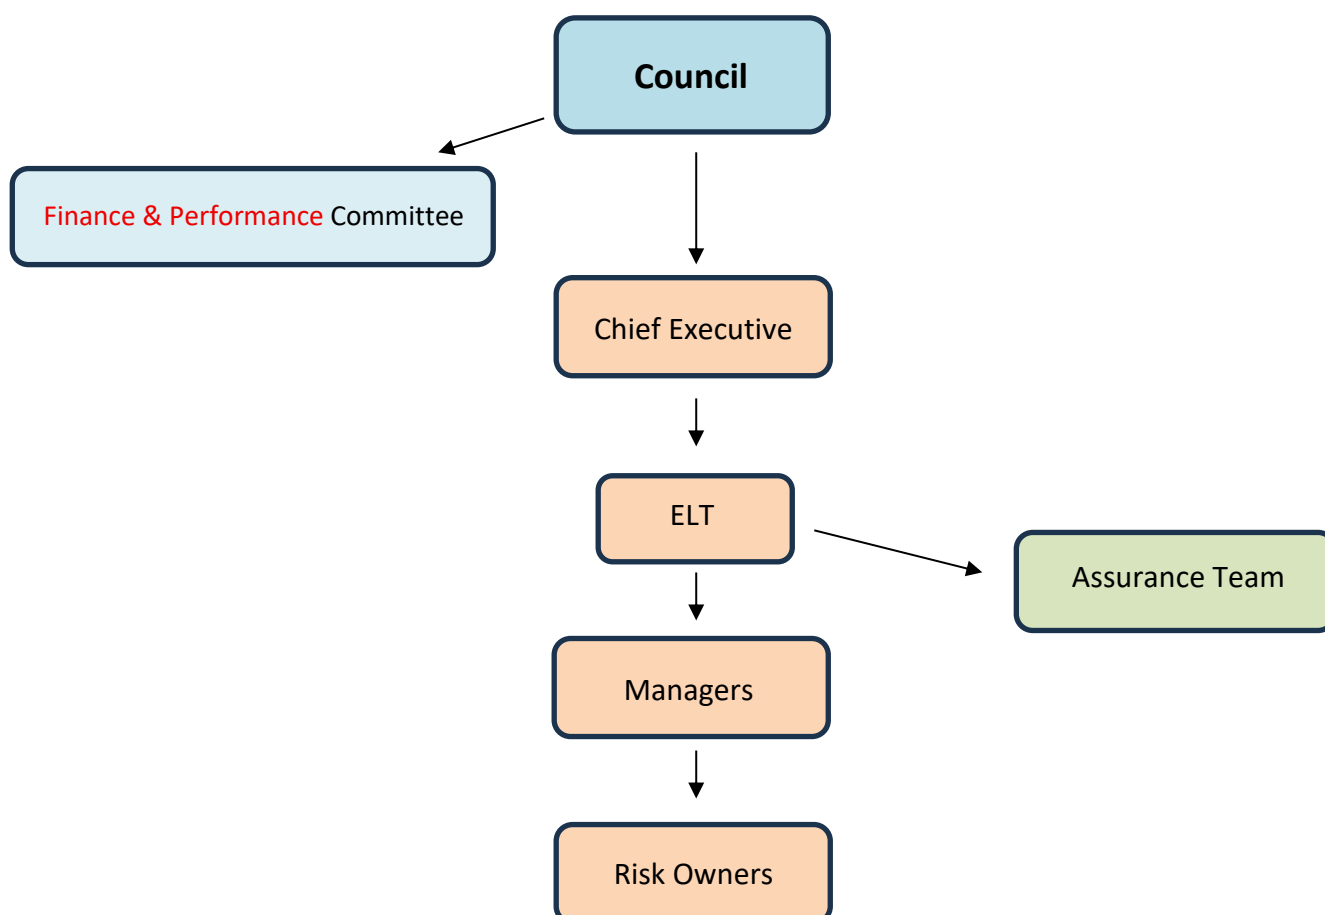 Council
Finance & Performance Committee
Chief Executive
ELT
Assurance Team
Managers
Risk Owners